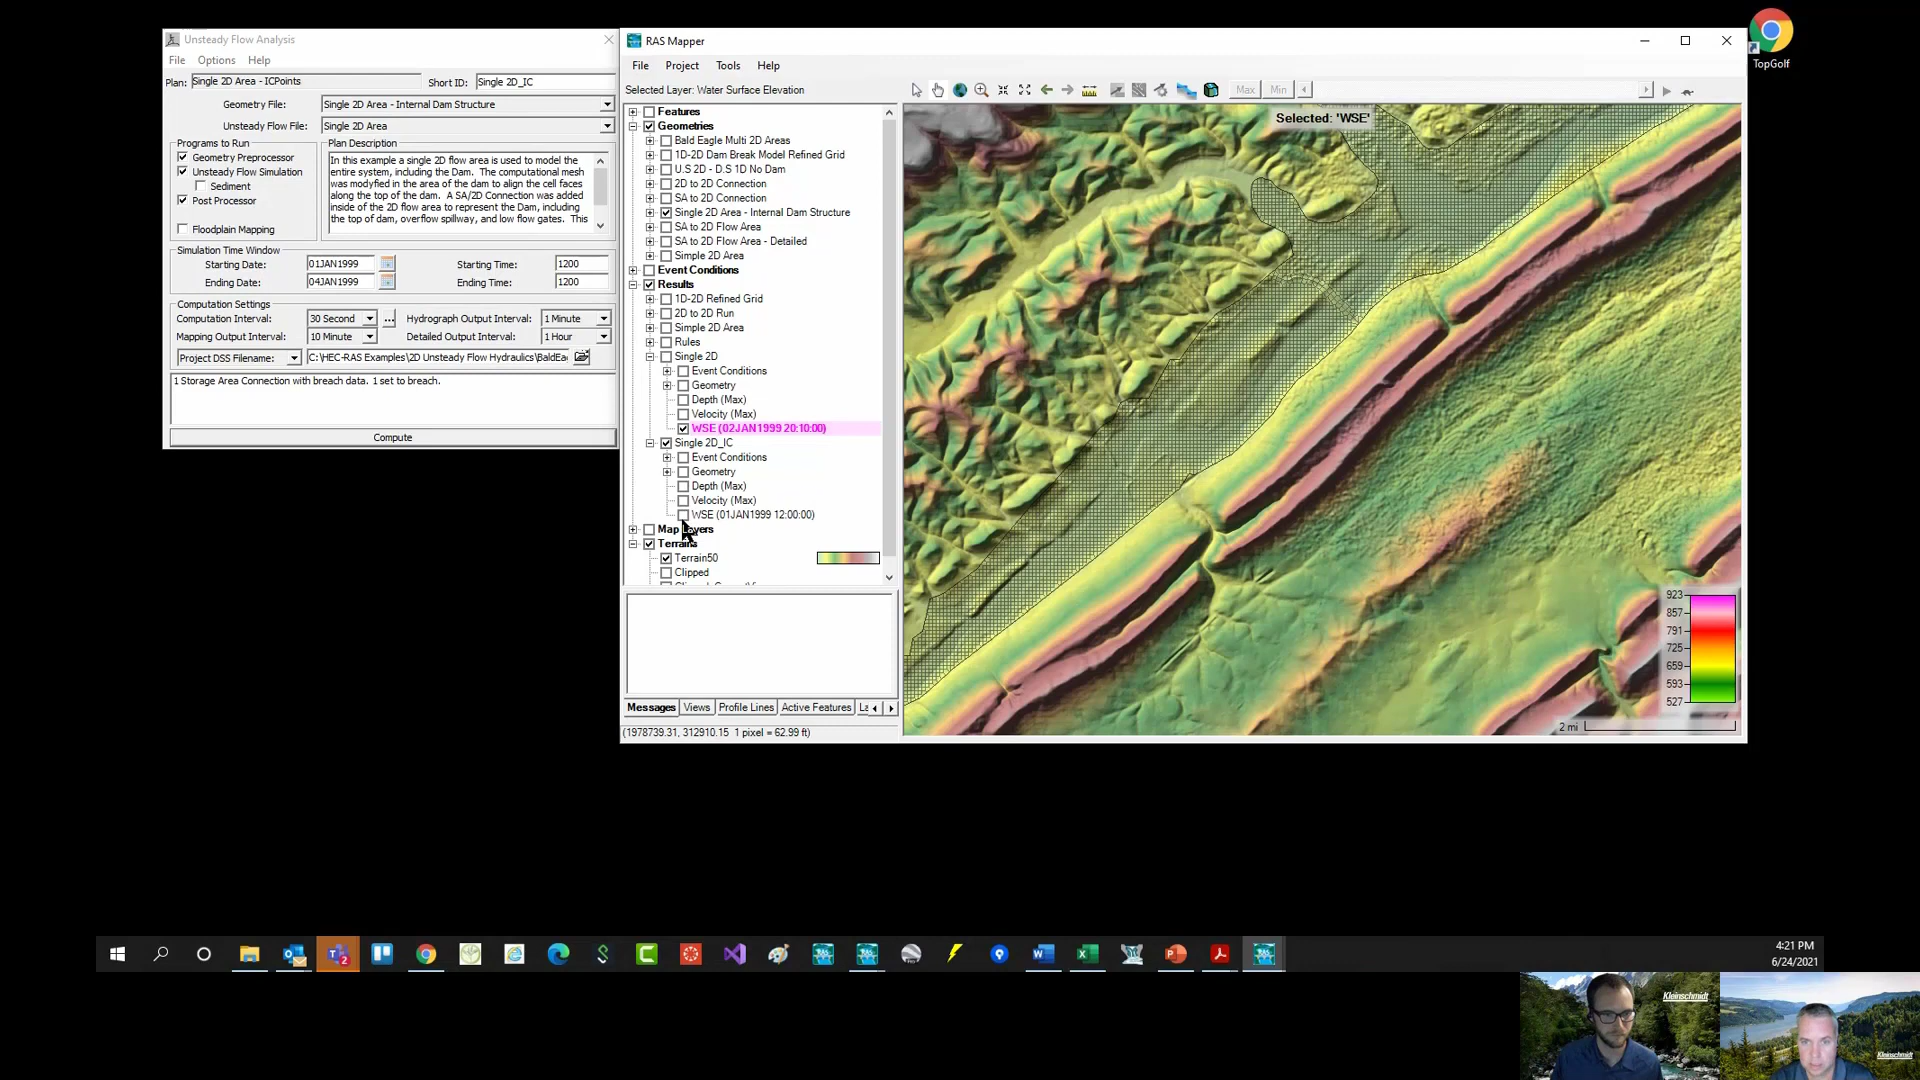 Unsteady Flow Analysis
File Options Help
Plan: Single 2D Area - ICPoints Short ID: Single 2D_IC
Geometry File: Single 2D Area - Internal Dam Structure
Unsteady Flow File: Single 2D Area
Programs to Run
Geometry Preprocessor
Unsteady Flow Simulation
Sediment
Post Processor
Floodplain Mapping
Plan Description
In this example a single 2D flow area is used to model the
entire system, including the Dam. The computational mesh
was modyfied in the area of the dam to align the cell faces
along the top of the dam. A SA/2D Connection was added
inside of the 2D flow area to represent the Dam, including
the top of dam, overflow spillway, and low flow gates. This
Simulation Time Window
Starting Date: 01JAN1999 Starting Time: 1200
Ending Date: 04JAN1999 Ending Time: 1200
Computation Settings
Computation Interval: 30 Second ... Hydrograph Output Interval: 1 Minute
Mapping Output Interval: 10 Minute Detailed Output Interval: 1 Hour
Project DSS Filename: C:\HEC-RAS Examples\2D Unsteady Flow Hydraulics\BaldEa
1 Storage Area Connection with breach data. 1 set to breach.
Compute
RAS Mapper
File Project Tools Help
Selected Layer: Water Surface Elevation
Max Min
Features
Geometries
Bald Eagle Multi 2D Areas
1D-2D Dam Break Model Refined Grid
U.S 2D - D.S 1D No Dam
2D to 2D Connection
SA to 2D Connection
Single 2D Area - Internal Dam Structure
SA to 2D Flow Area
SA to 2D Flow Area - Detailed
Simple 2D Area
Event Conditions
Results
1D-2D Refined Grid
2D to 2D Run
Simple 2D Area
Rules
Single 2D
Event Conditions
Geometry
Depth (Max)
Velocity (Max)
WSE (02JAN1999 20:10:00)
Single 2D_IC
Event Conditions
Geometry
Depth (Max)
Velocity (Max)
WSE (01JAN1999 12:00:00)
Map Layers
Terrains
Terrain50
Clipped
Messages Views Profile Lines Active Features La
(1978739.31, 312910.15 1 pixel = 62.99 ft)
Selected: 'WSE'
923
857
791
725
659
593
527
2 mi
TopGolf
4:21 PM
6/24/2021
Kleinschmidt
Kleinschmidt